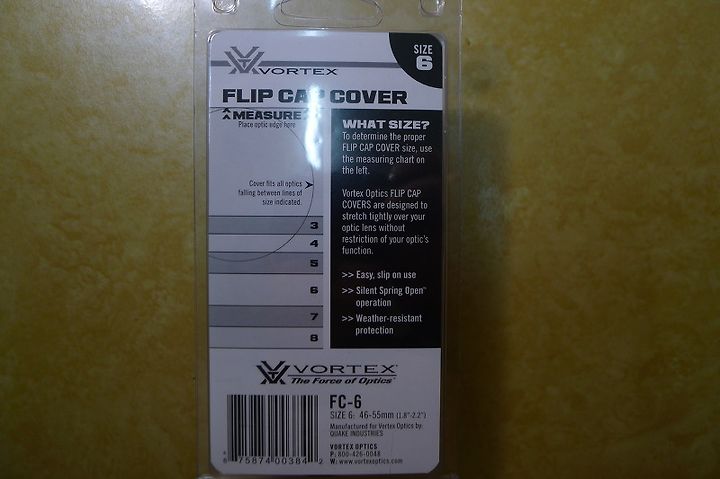 VORTEX
SIZE
6
FLIP CAP COVER
MEASURE
Place optic edge here
Cover fits all optics
falling between lines of
size indicated.
3
4
5
6
7
8
WHAT SIZE?
To determine the proper
FLIP CAP COVER size, use
the measuring chart on
the left.
Vortex Optics FLIP CAP
COVERS are designed to
stretch tightly over your
optic lens without
restriction of your optic's
function.
>> Easy, slip on use
>> Silent Spring Open™
operation
>> Weather-resistant
protection
VORTEX®
The Force of Optics®
FC-6
SIZE 6: 46-55mm (1.8"-2.2")
Manufactured for Vortex Optics by:
QUAKE INDUSTRIES
VORTEX OPTICS
P: 800-426-0048
W: www.vortexoptics.com
8 75874 00384 2